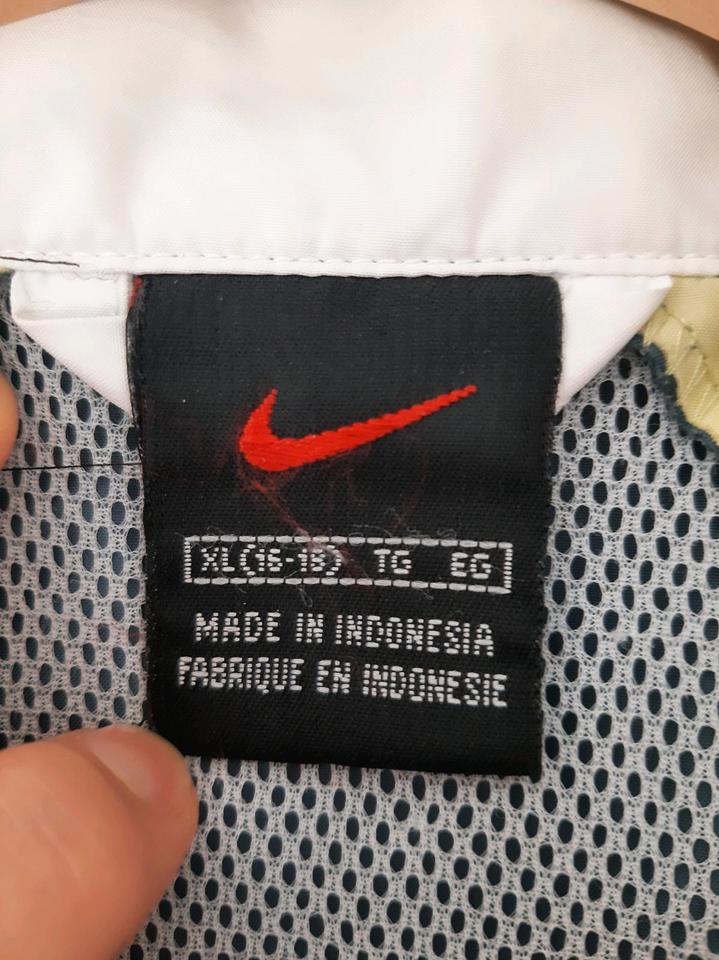 XL(16-18) TG EG
MADE IN INDONESIA
FABRIQUE EN INDONESIE